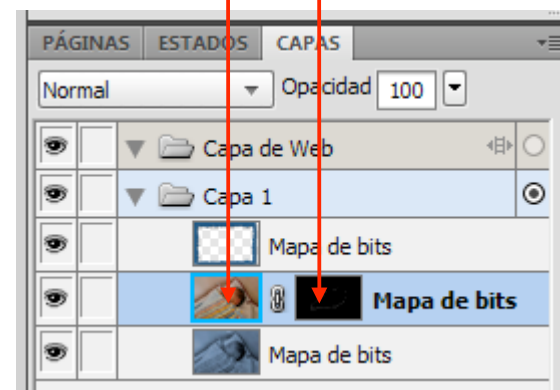 PÁGINAS ESTADOS CAPAS
Normal Opacidad 100
Capa de Web
Capa 1
Mapa de bits
Mapa de bits
Mapa de bits